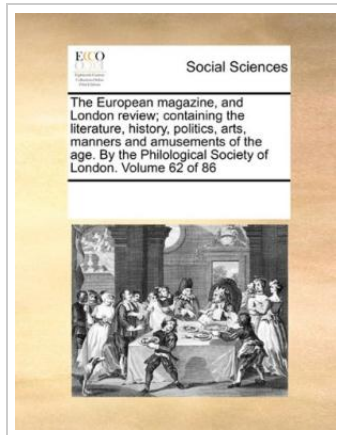 ECCO
Social Sciences
The European magazine, and
London review; containing the
literature, history, politics, arts,
manners and amusements of the
age. By the Philological Society of
London. Volume 62 of 86